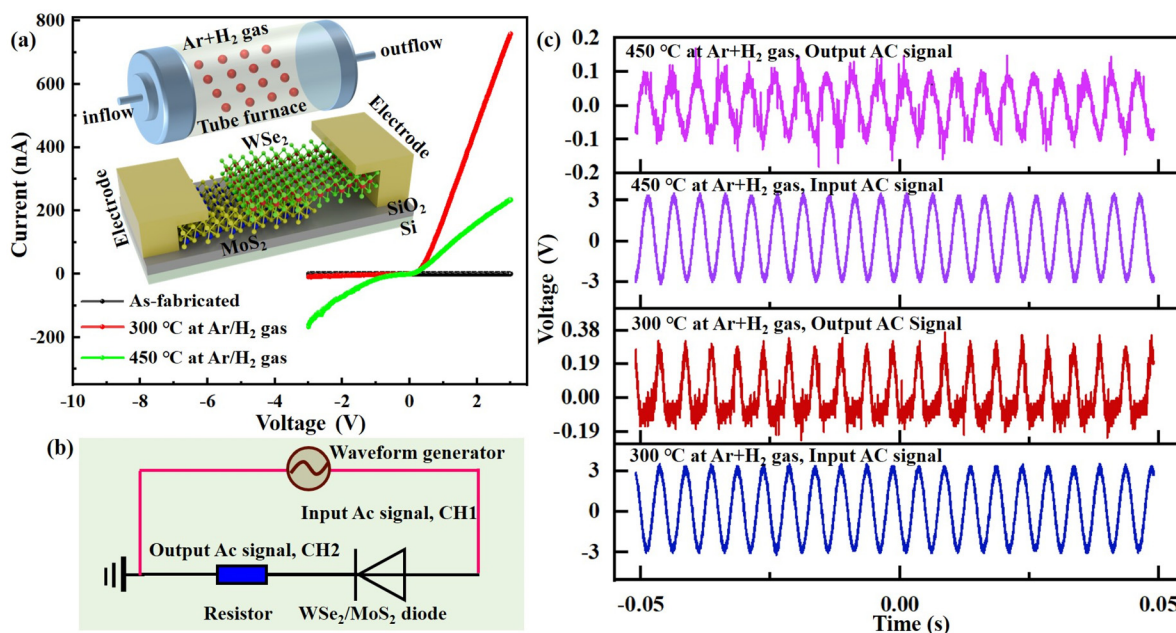 (a)
800
600
400
200
0
-200
Current (nA)
-10
-8
-6
-4
-2
0
2
4
Voltage (V)
Ar+H₂ gas
outflow
inflow
Tube furnace
WSe₂
Electrode
Electrode
SiO₂
Si
MoS₂
As-fabricated
300 ℃ at Ar/H₂ gas
450 ℃ at Ar/H₂ gas
(b)
Waveform generator
Input Ac signal, CH1
Output Ac signal, CH2
Resistor
WSe₂/MoS₂ diode
(c)
Voltage (V)
0.2
450 ℃ at Ar+H₂ gas, Output AC signal
0.0
-0.1
-0.2
450 ℃ at Ar+H₂ gas, Input AC signal
3
0
-3
300 ℃ at Ar+H₂ gas, Output AC Signal
0.38
0.19
0.00
-0.19
300 ℃ at Ar+H₂ gas, Input AC signal
3
0
-3
-0.05
0.00
0.05
Time (s)